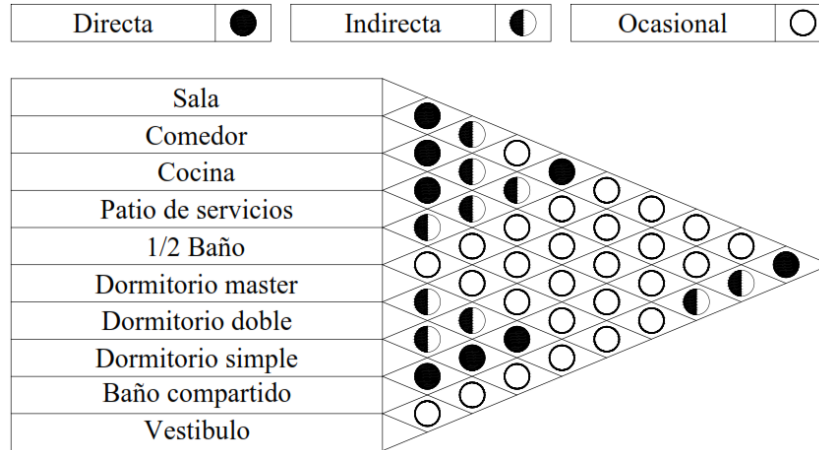 Directa
Indirecta
Ocasional
Sala
Comedor
Cocina
Patio de servicios
1/2 Baño
Dormitorio master
Dormitorio doble
Dormitorio simple
Baño compartido
Vestibulo